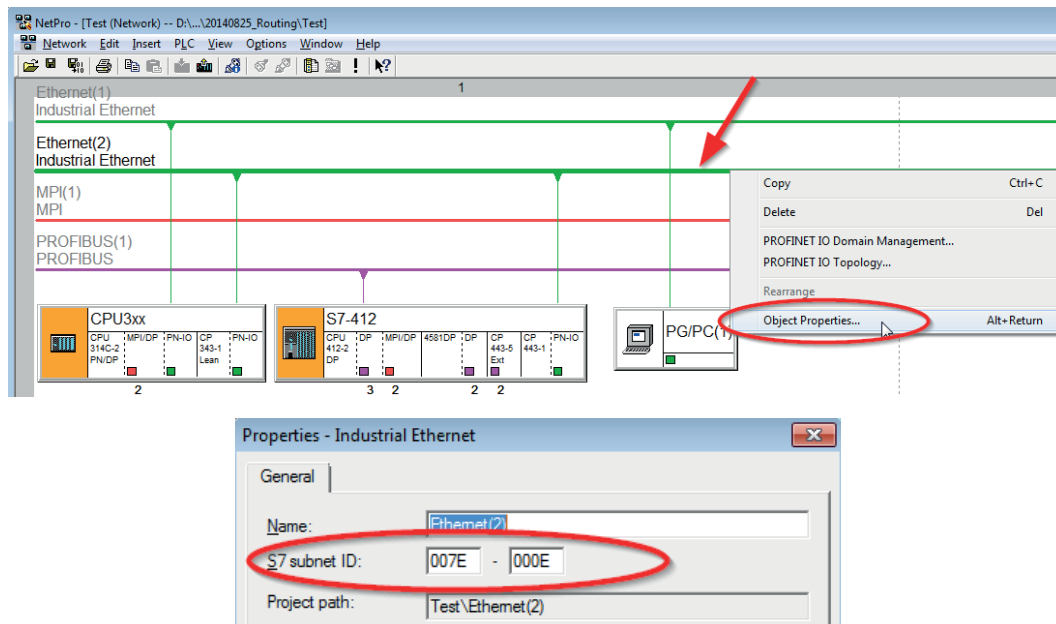 NetPro - [Test (Network) -- D:\...\20140825_Routing\Test]
Network Edit Insert PLC View Options Window Help
Ethernet(1)
1
Industrial Ethernet
Ethernet(2)
Industrial Ethernet
MPI(1)
MPI
PROFIBUS(1)
PROFIBUS
Copy Ctrl+C
Delete Del
PROFINET IO Domain Management...
PROFINET IO Topology...
Rearrange
Object Properties... Alt+Return
CPU3xx
CPU 314C-2 PN/DP
MPI/DP
PN-IO
CP 343-1 Lean
PN-IO
2
S7-412
CPU 412-2 DP
DP
MPI/DP
4581DP
DP
CP 443-5 Ext
CP 443-1
PN-IO
3 2 2 2
PG/PC(1)
Properties - Industrial Ethernet
General
Name: Ethernet(2)
S7 subnet ID: 007E - 000E
Project path: Test\Ethernet(2)